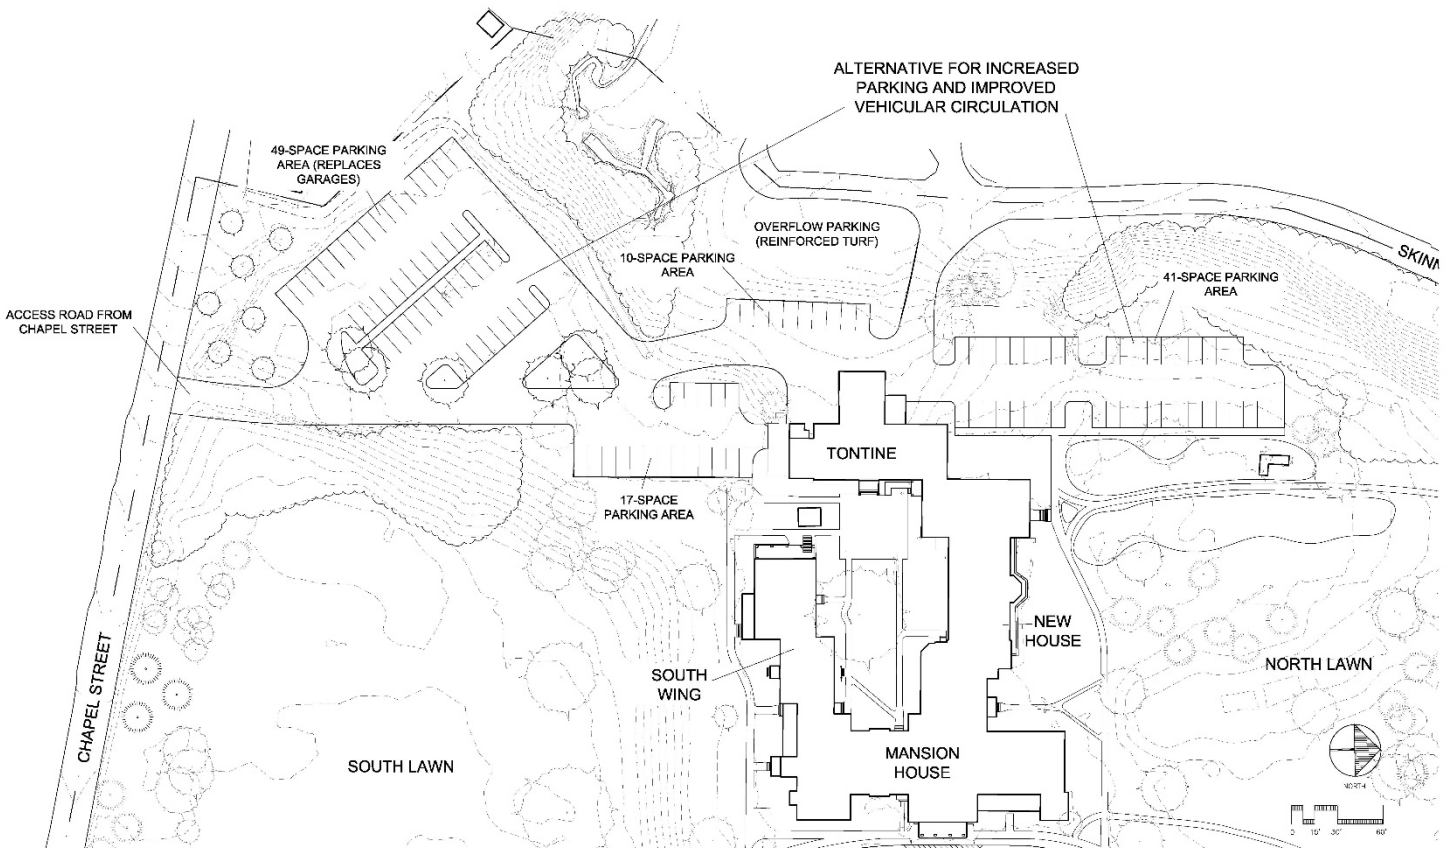 ALTERNATIVE FOR INCREASED
PARKING AND IMPROVED
VEHICULAR CIRCULATION
49-SPACE PARKING
AREA (REPLACES
GARAGES)
OVERFLOW PARKING
(REINFORCED TURF)
10-SPACE PARKING
AREA
SKINN
41-SPACE PARKING
AREA
ACCESS ROAD FROM
CHAPEL STREET
TONTINE
17-SPACE
PARKING AREA
NEW
HOUSE
NORTH LAWN
SOUTH
WING
CHAPEL STREET
SOUTH LAWN
MANSION
HOUSE
NORTH
0 15' 30' 60'